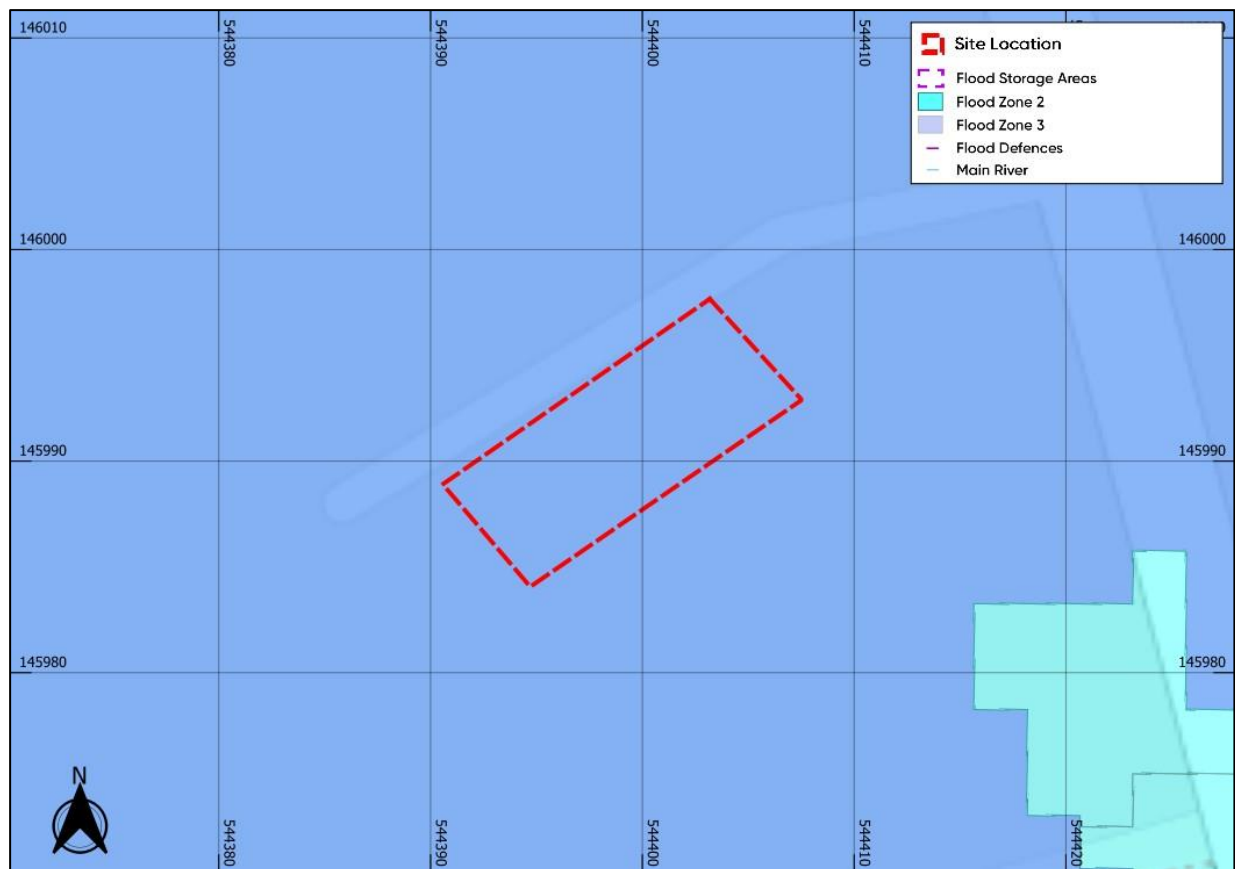 146010
544380
544390
544400
544410
Site Location
Flood Storage Areas
Flood Zone 2
Flood Zone 3
Flood Defences
Main River
146000
146000
145990
145990
145980
145980
N
544380
544390
544400
544410
544420